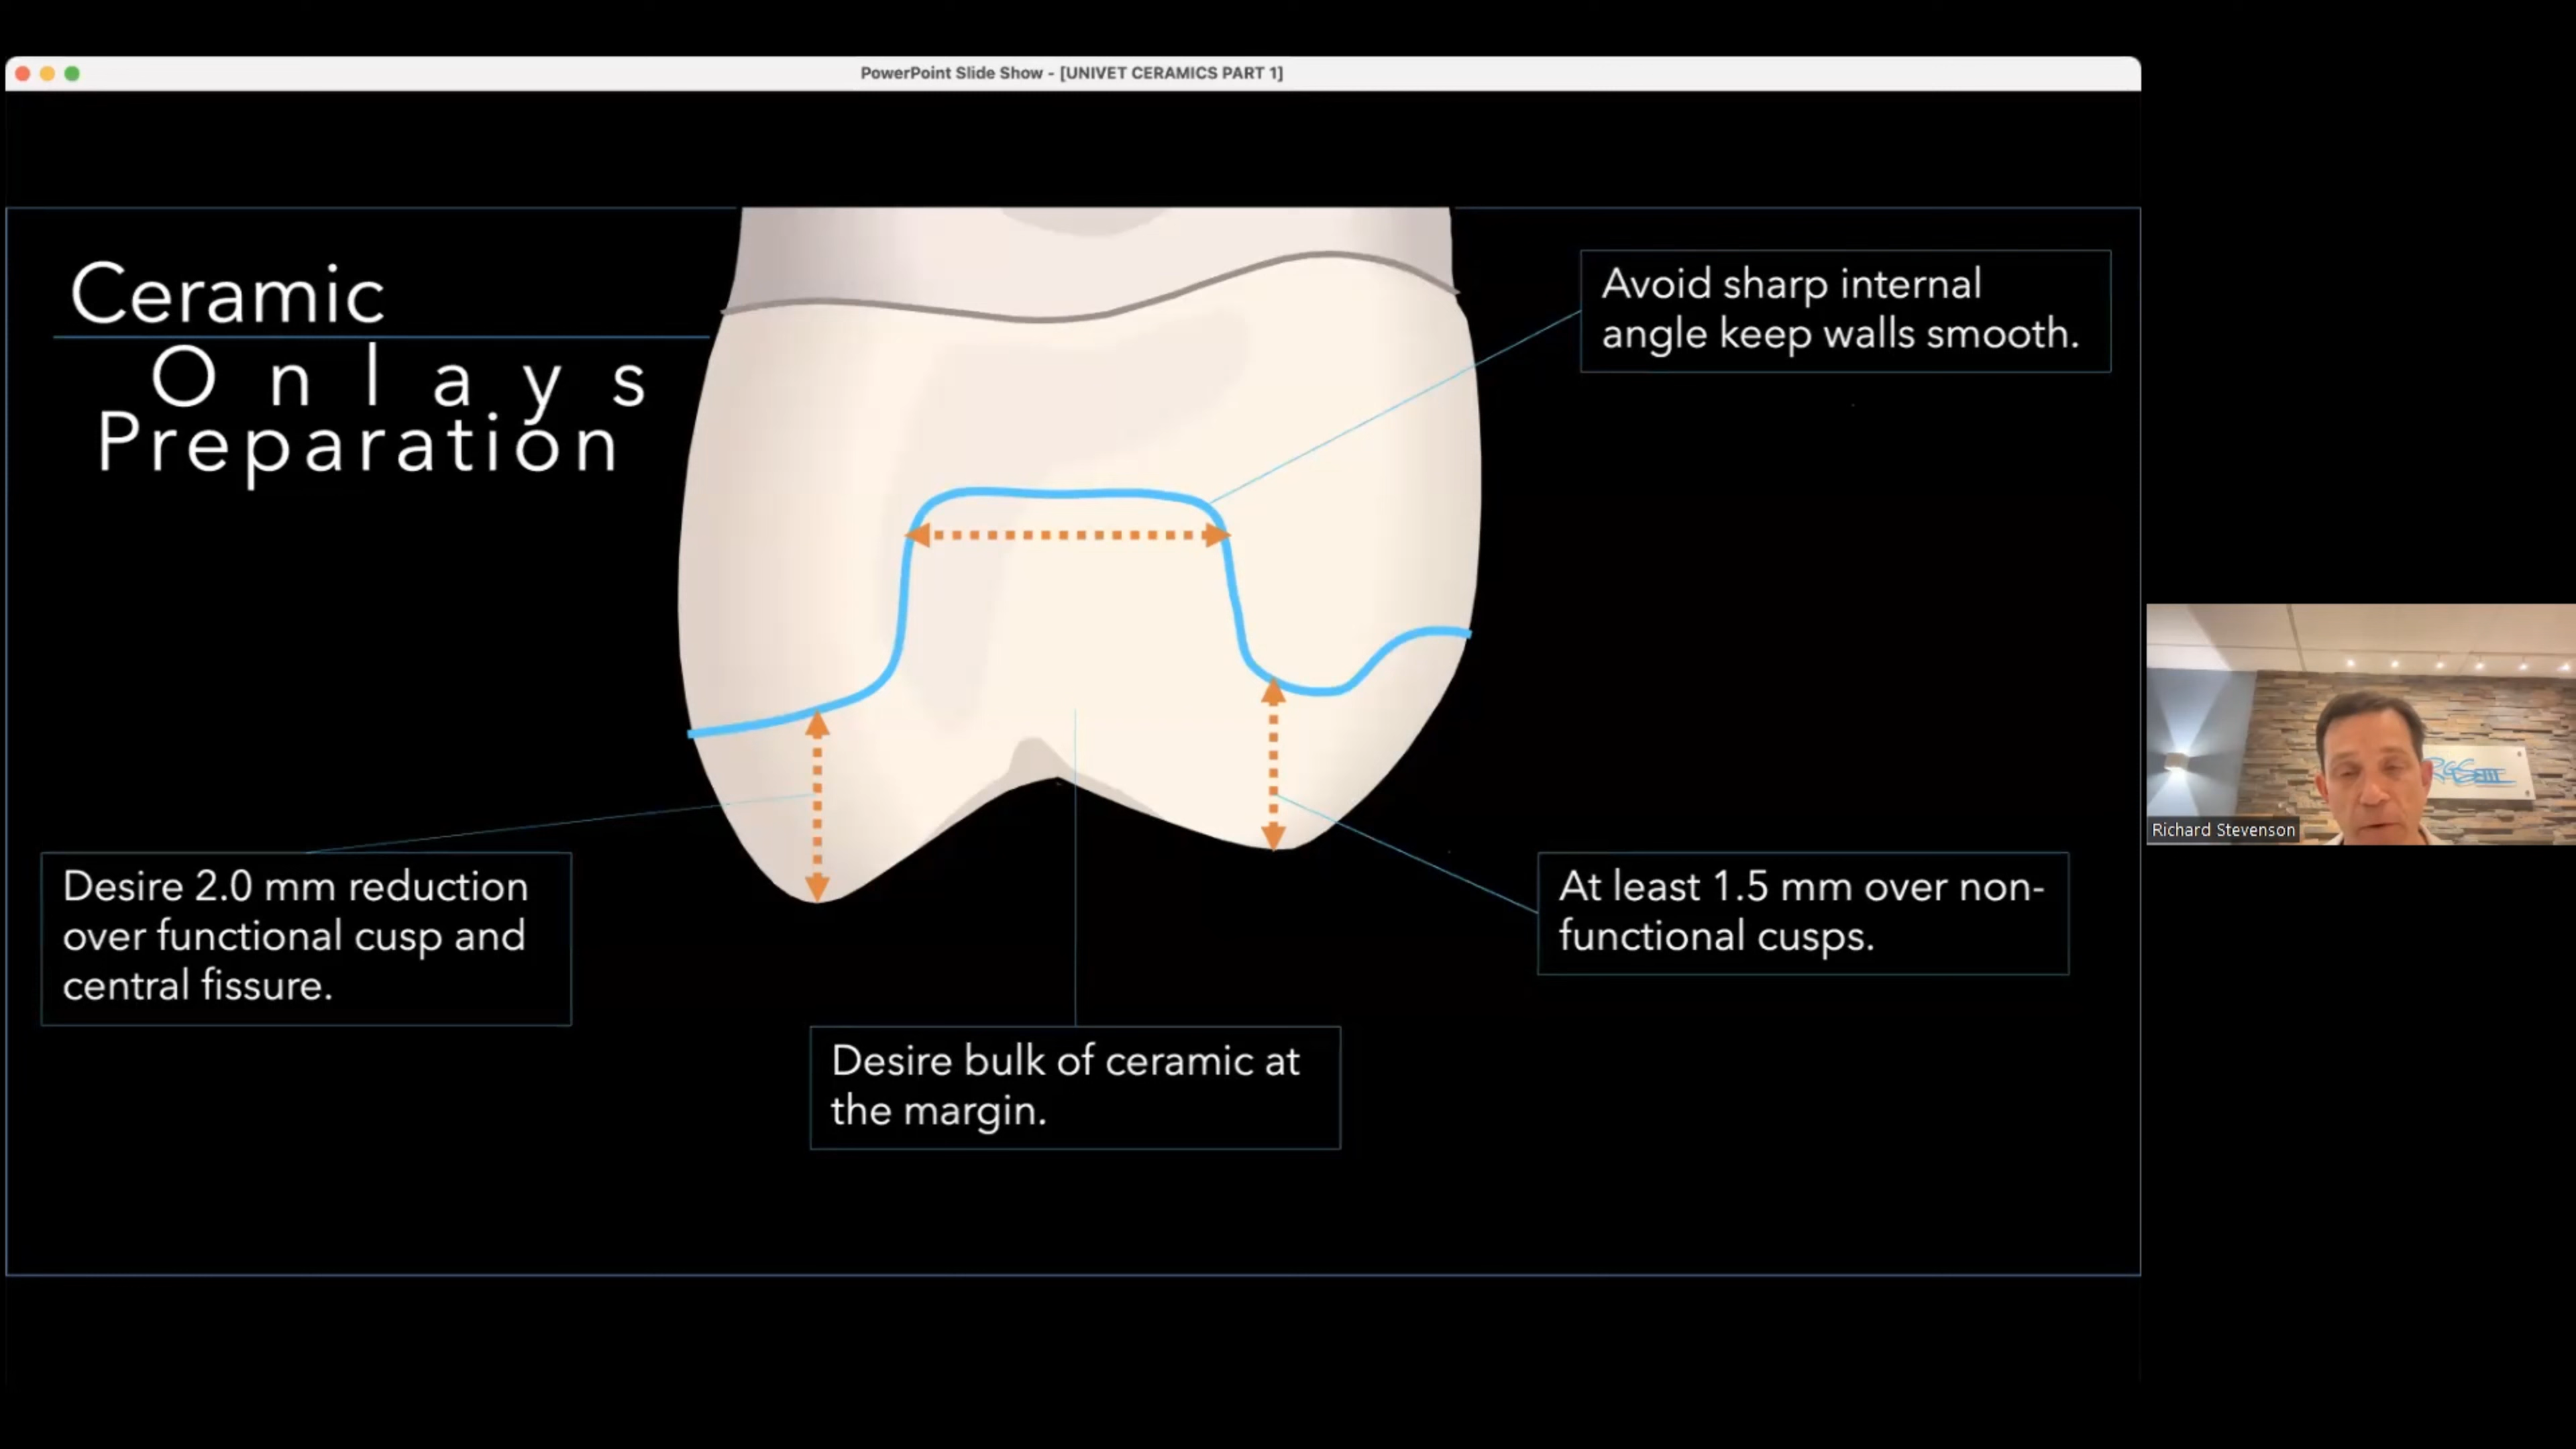 PowerPoint Slide Show - [UNIVET CERAMICS PART 1]
Ceramic
Onlays
Preparation
Avoid sharp internal
angle keep walls smooth.
Desire 2.0 mm reduction
over functional cusp and
central fissure.
At least 1.5 mm over non-
functional cusps.
Desire bulk of ceramic at
the margin.
Richard Stevenson